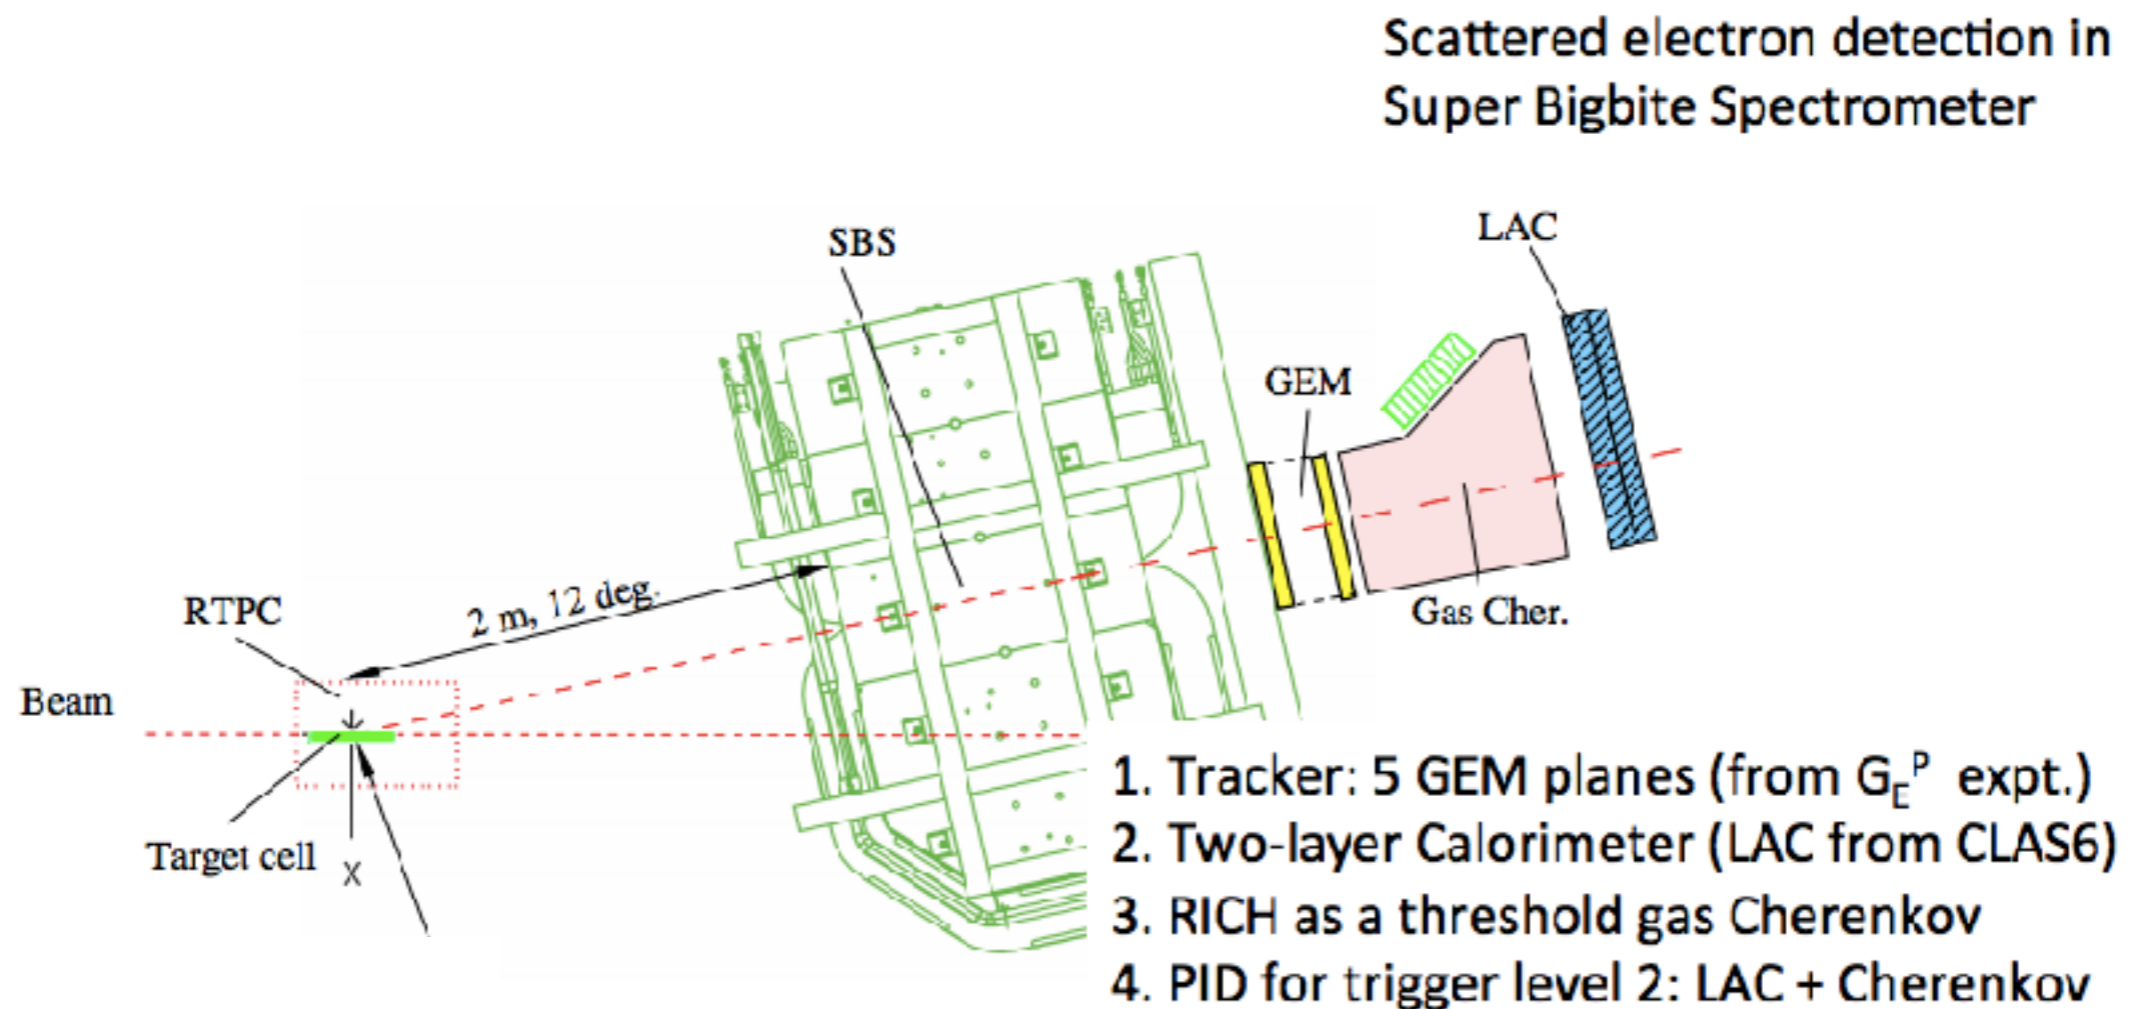 Scattered electron detection in
Super Bigbite Spectrometer
LAC
SBS
GEM
RTPC
2 m, 12 deg.
Gas Cher.
Beam
Target cell
X
1. Tracker: 5 GEM planes (from G_E^P expt.)
2. Two-layer Calorimeter (LAC from CLAS6)
3. RICH as a threshold gas Cherenkov
4. PID for trigger level 2: LAC + Cherenkov